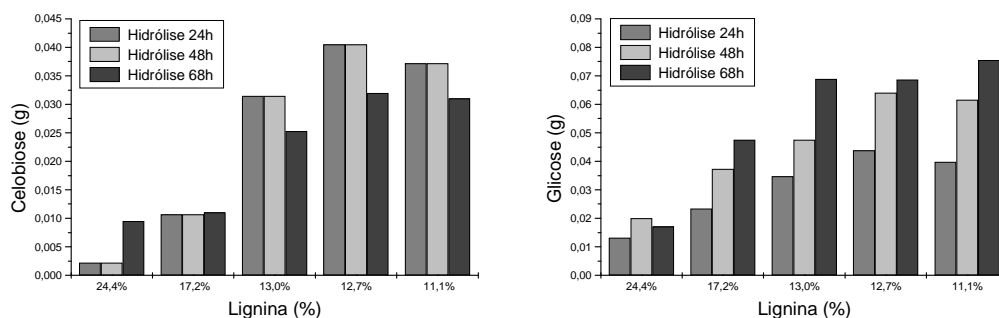 0,045
0,040
0,035
0,030
0,025
0,020
0,015
0,010
0,005
0,000
Celobiose (g)
Hidrólise 24h
Hidrólise 48h
Hidrólise 68h
24,4% 17,2% 13,0% 12,7% 11,1%
Lignina (%)
0,09
0,08
0,07
0,06
0,05
0,04
0,03
0,02
0,01
0,00
Glicose (g)
Hidrólise 24h
Hidrólise 48h
Hidrólise 68h
24,4% 17,2% 13,0% 12,7% 11,1%
Lignina (%)